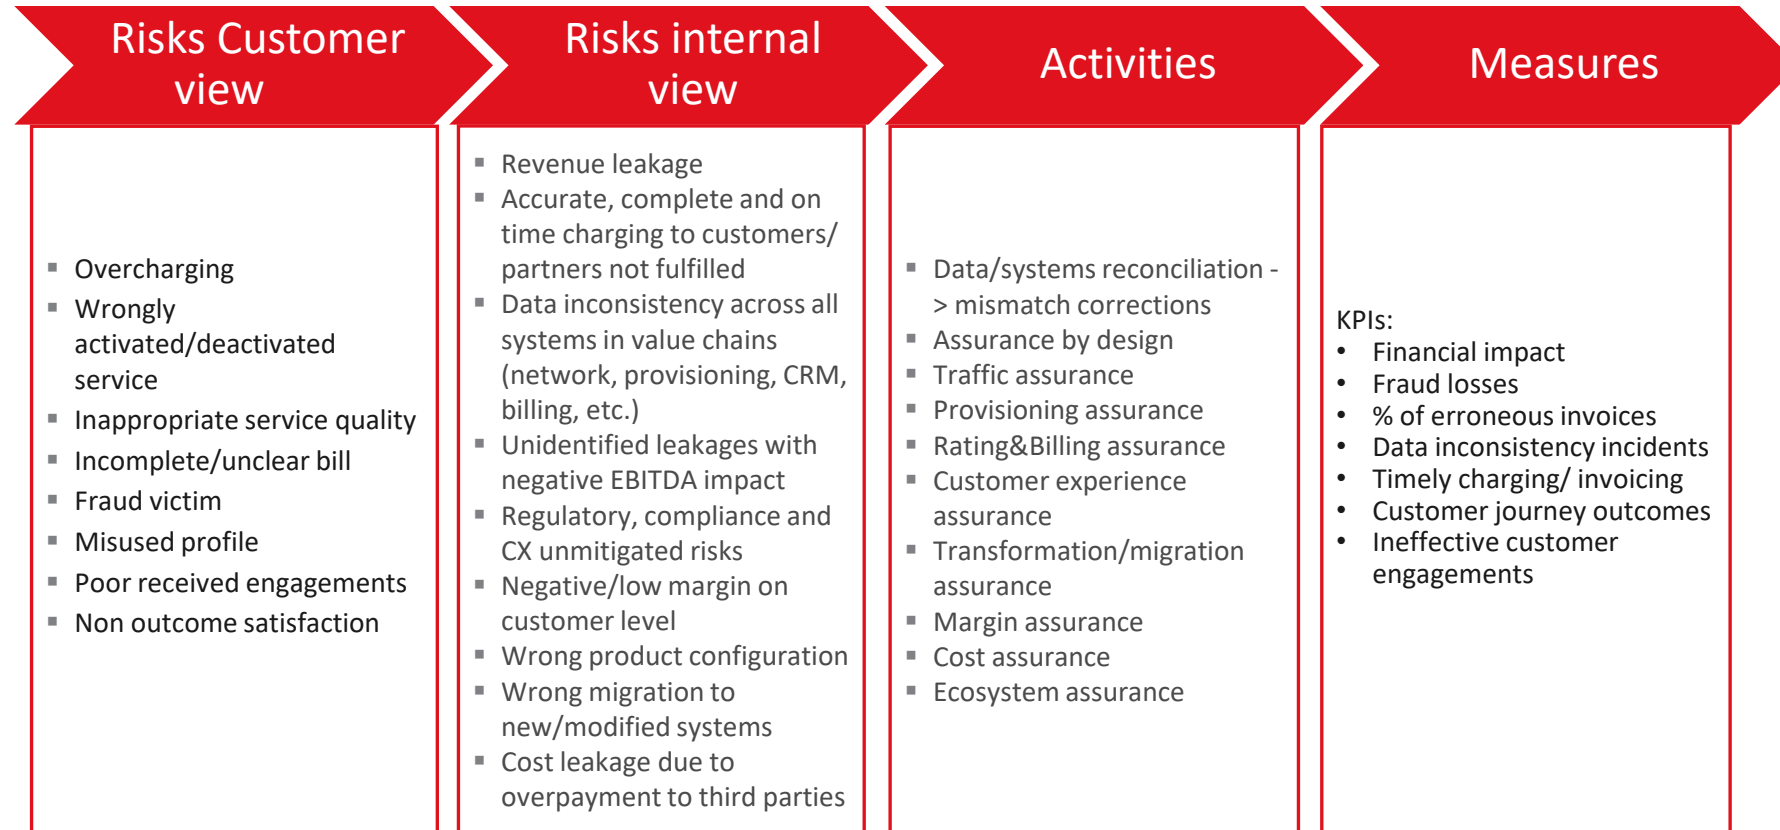 Risks Customer
view
Risks internal
view
Activities
Measures
▪ Overcharging
▪ Wrongly
activated/deactivated
service
▪ Inappropriate service quality
▪ Incomplete/unclear bill
▪ Fraud victim
▪ Misused profile
▪ Poor received engagements
▪ Non outcome satisfaction
▪ Revenue leakage
▪ Accurate, complete and on
time charging to customers/
partners not fulfilled
▪ Data inconsistency across all
systems in value chains
(network, provisioning, CRM,
billing, etc.)
▪ Unidentified leakages with
negative EBITDA impact
▪ Regulatory, compliance and
CX unmitigated risks
▪ Negative/low margin on
customer level
▪ Wrong product configuration
▪ Wrong migration to
new/modified systems
▪ Cost leakage due to
overpayment to third parties
▪ Data/systems reconciliation -
> mismatch corrections
▪ Assurance by design
▪ Traffic assurance
▪ Provisioning assurance
▪ Rating&Billing assurance
▪ Customer experience
assurance
▪ Transformation/migration
assurance
▪ Margin assurance
▪ Cost assurance
▪ Ecosystem assurance
KPIs:
• Financial impact
• Fraud losses
• % of erroneous invoices
• Data inconsistency incidents
• Timely charging/ invoicing
• Customer journey outcomes
• Ineffective customer
engagements